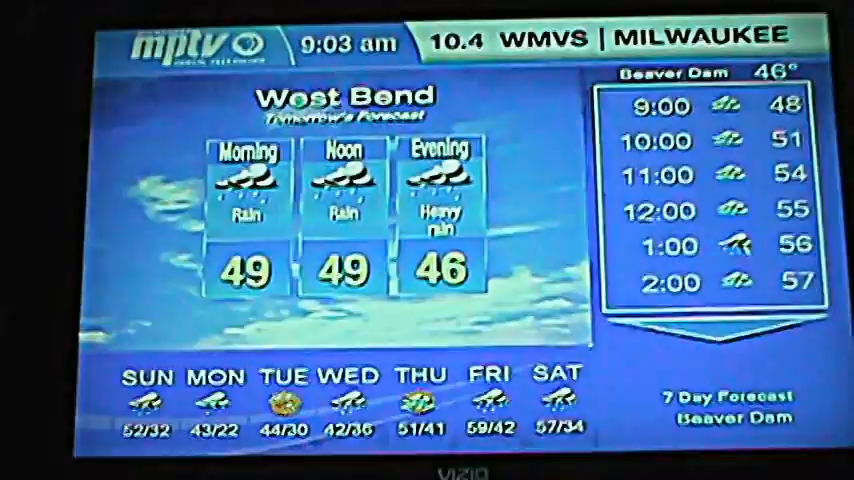 mptv 9:03 am 10.4 WMVS | MILWAUKEE
West Bend
Tomorrow's Forecast
Morning Noon Evening
Rain Rain Heavy rain
49 49 46
Beaver Dam 46°
9:00 48
10:00 51
11:00 54
12:00 55
1:00 56
2:00 57
SUN MON TUE WED THU FRI SAT
52/32 43/22 44/30 42/36 51/41 59/42 57/34
7 Day Forecast
Beaver Dam
VIZIO